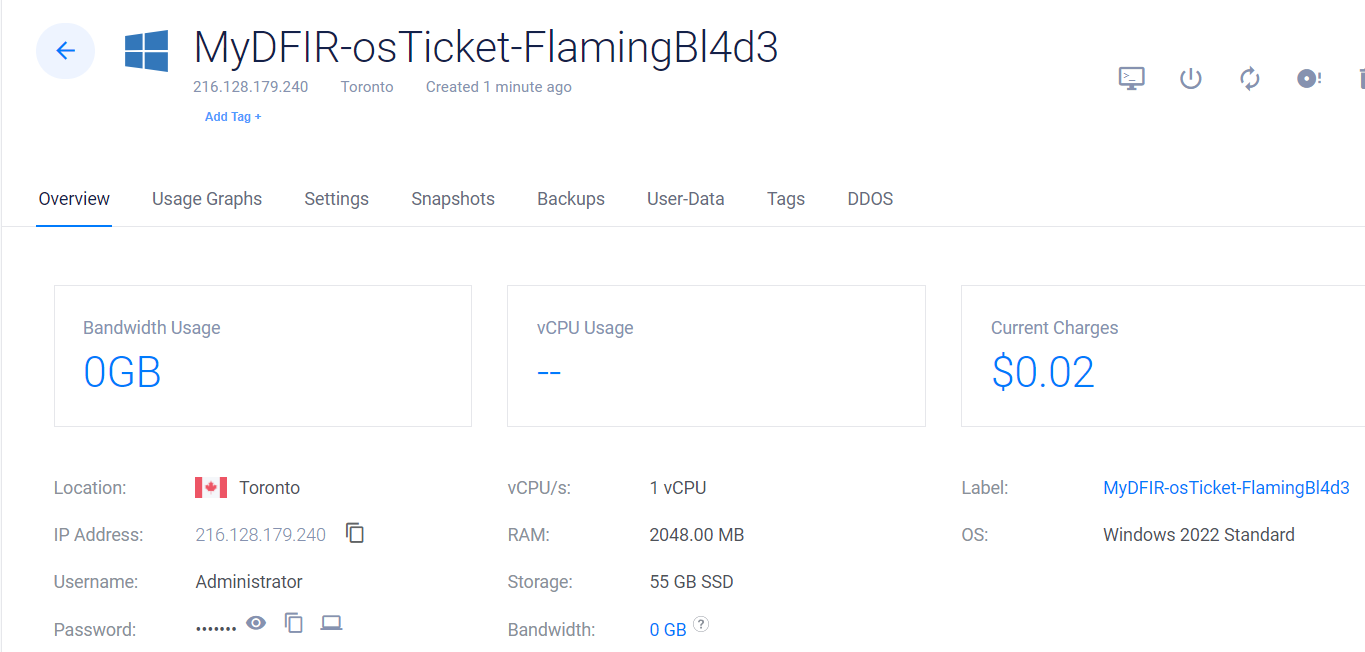 MyDFIR-osTicket-FlamingBl4d3
216.128.179.240 Toronto Created 1 minute ago
Add Tag +
Overview Usage Graphs Settings Snapshots Backups User-Data Tags DDOS
Bandwidth Usage vCPU Usage Current Charges
0GB -- $0.02
Location: Toronto vCPU/s: 1 vCPU Label: MyDFIR-osTicket-FlamingBl4d3
IP Address: 216.128.179.240 RAM: 2048.00 MB OS: Windows 2022 Standard
Username: Administrator Storage: 55 GB SSD
Password: ······· Bandwidth: 0 GB ?